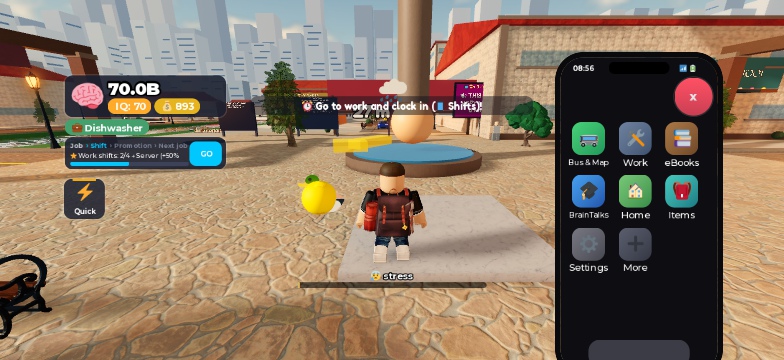 08:56
70.0B
IQ: 70
893
Dishwasher
Job › Shift › Promotion › Next job
Work shifts: 2/4 → Server (+50%
GO
Quick
Go to work and clock in ( Shifts)!
stress
X
Bus & Map
Work
eBooks
BrainTalks
Home
Items
Settings
More